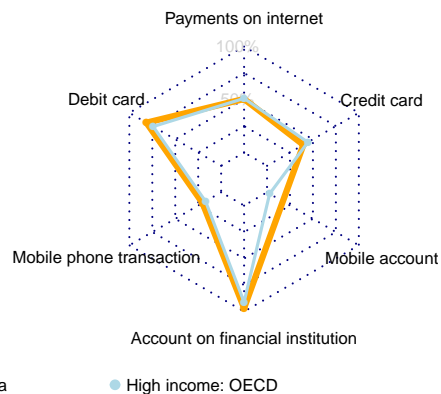 Payments on internet
100%
50%
Debit card
Credit card
Mobile phone transaction
Mobile account
Account on financial institution
a
High income: OECD